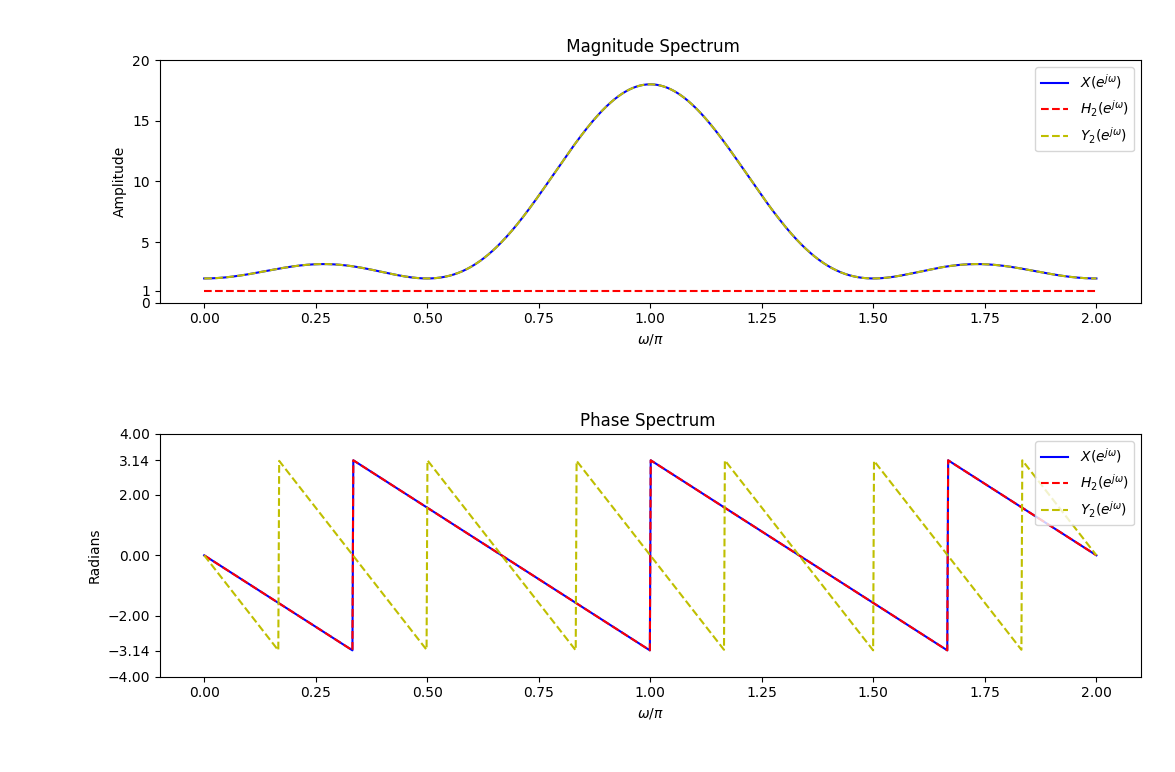 Magnitude Spectrum
20
15
10
5
1
0
Amplitude
X(e^{jω})
H_2(e^{jω})
Y_2(e^{jω})
0.00 0.25 0.50 0.75 1.00 1.25 1.50 1.75 2.00
ω/π
Phase Spectrum
4.00
3.14
2.00
0.00
−2.00
−3.14
−4.00
Radians
X(e^{jω})
H_2(e^{jω})
Y_2(e^{jω})
0.00 0.25 0.50 0.75 1.00 1.25 1.50 1.75 2.00
ω/π